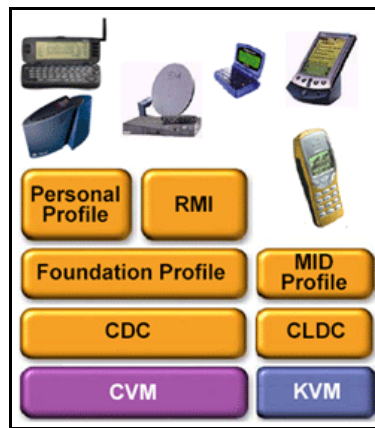 Personal
Profile
RMI
Foundation Profile
MID
Profile
CDC
CLDC
CVM
KVM